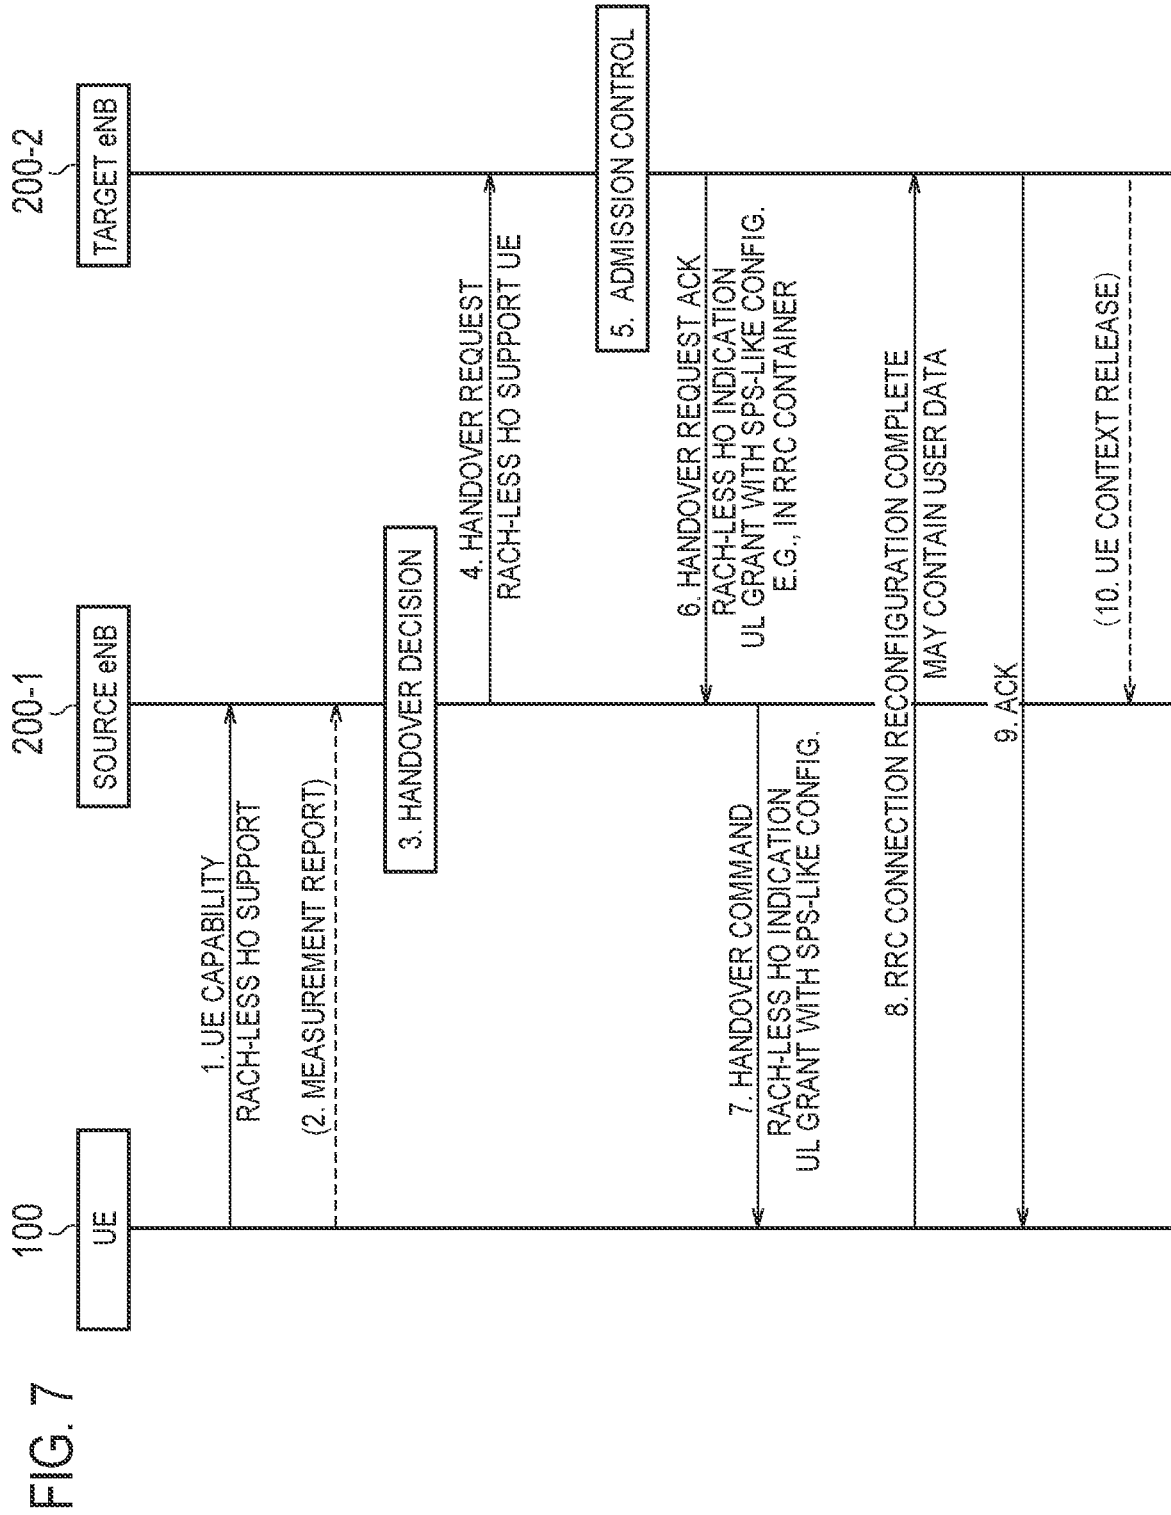 FIG. 7
100
UE
200-1
SOURCE eNB
200-2
TARGET eNB
1. UE CAPABILITY
RACH-LESS HO SUPPORT
(2. MEASUREMENT REPORT)
3. HANDOVER DECISION
4. HANDOVER REQUEST
RACH-LESS HO SUPPORT UE
5. ADMISSION CONTROL
6. HANDOVER REQUEST ACK
RACH-LESS HO INDICATION
UL GRANT WITH SPS-LIKE CONFIG.
E.G., IN RRC CONTAINER
7. HANDOVER COMMAND
RACH-LESS HO INDICATION
UL GRANT WITH SPS-LIKE CONFIG.
8. RRC CONNECTION RECONFIGURATION COMPLETE
MAY CONTAIN USER DATA
9. ACK
(10. UE CONTEXT RELEASE)